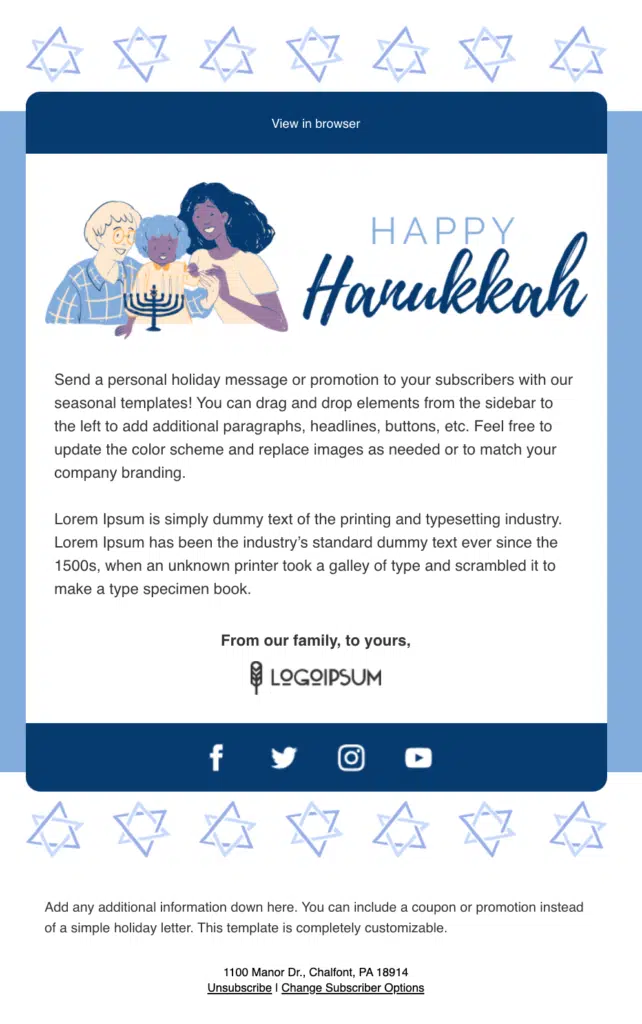 View in browser
HAPPY
Hanukkah
Send a personal holiday message or promotion to your subscribers with our
seasonal templates! You can drag and drop elements from the sidebar to
the left to add additional paragraphs, headlines, buttons, etc. Feel free to
update the color scheme and replace images as needed or to match your
company branding.
Lorem Ipsum is simply dummy text of the printing and typesetting industry.
Lorem Ipsum has been the industry’s standard dummy text ever since the
1500s, when an unknown printer took a galley of type and scrambled it to
make a type specimen book.
From our family, to yours,
LOGOIPSUM
Add any additional information down here. You can include a coupon or promotion instead
of a simple holiday letter. This template is completely customizable.
1100 Manor Dr., Chalfont, PA 18914
Unsubscribe | Change Subscriber Options